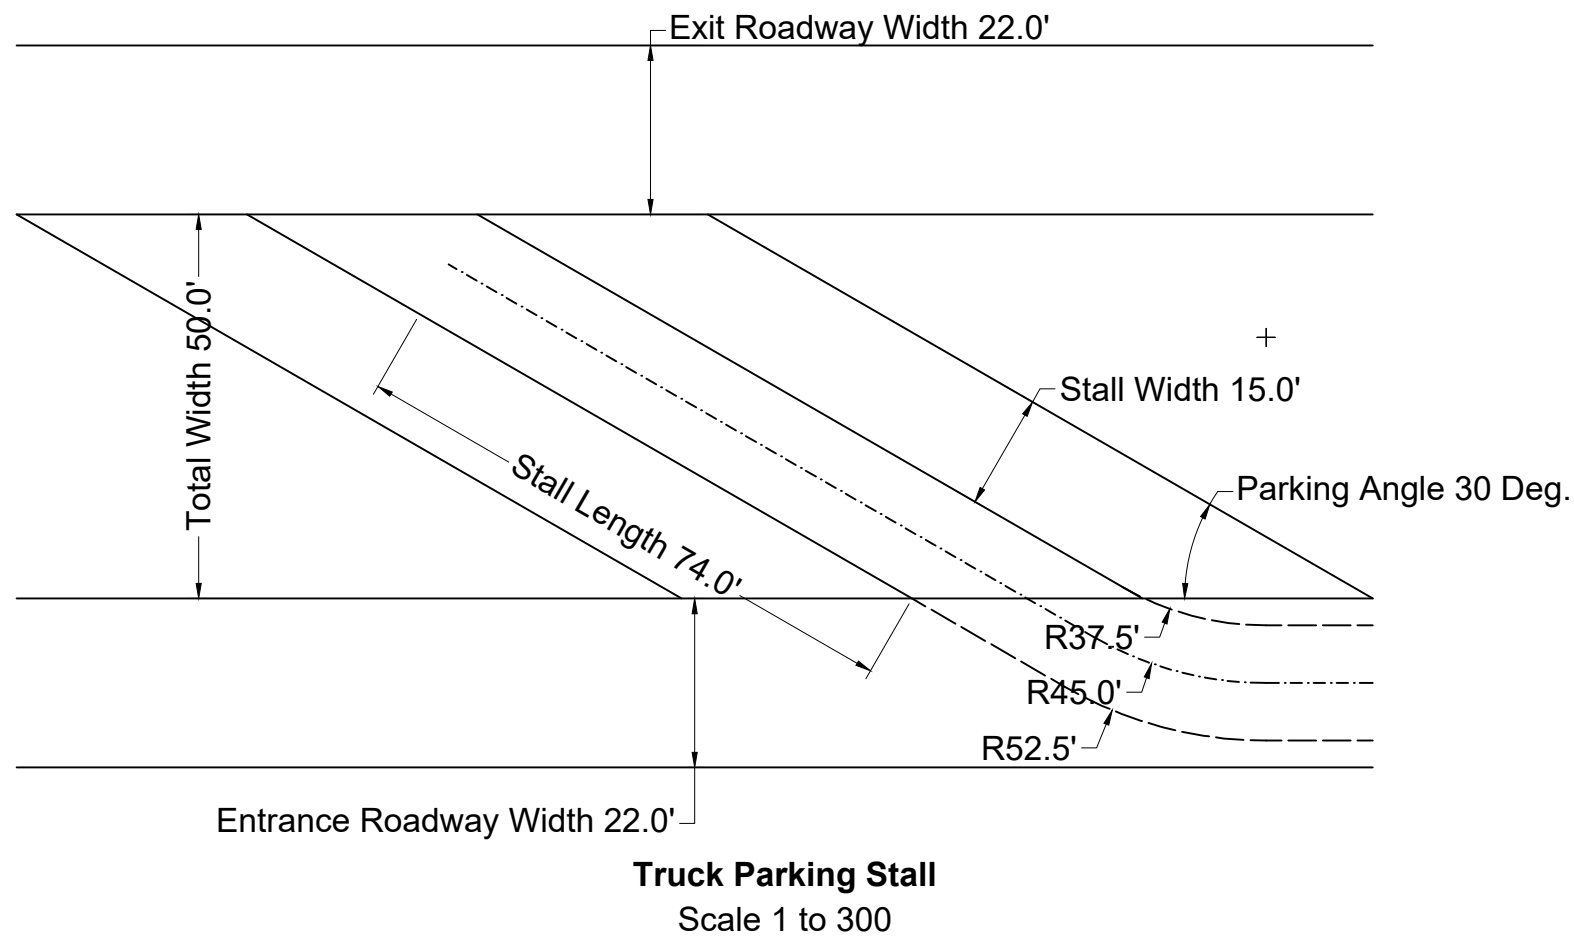 Exit Roadway Width 22.0'
Total Width 50.0'
Stall Width 15.0'
Stall Length 74.0'
Parking Angle 30 Deg.
R37.5'
R45.0'
R52.5'
Entrance Roadway Width 22.0'
Truck Parking Stall
Scale 1 to 300